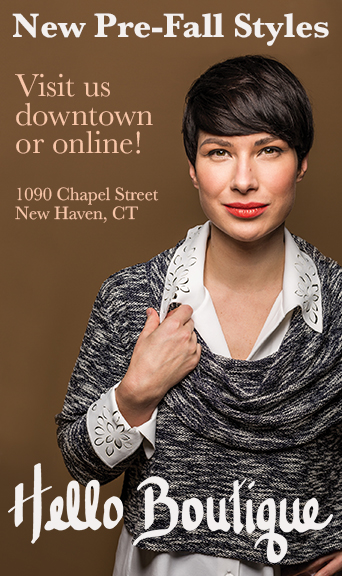 New Pre-Fall Styles
Visit us
downtown
or online!
1090 Chapel Street
New Haven, CT
Hello Boutique